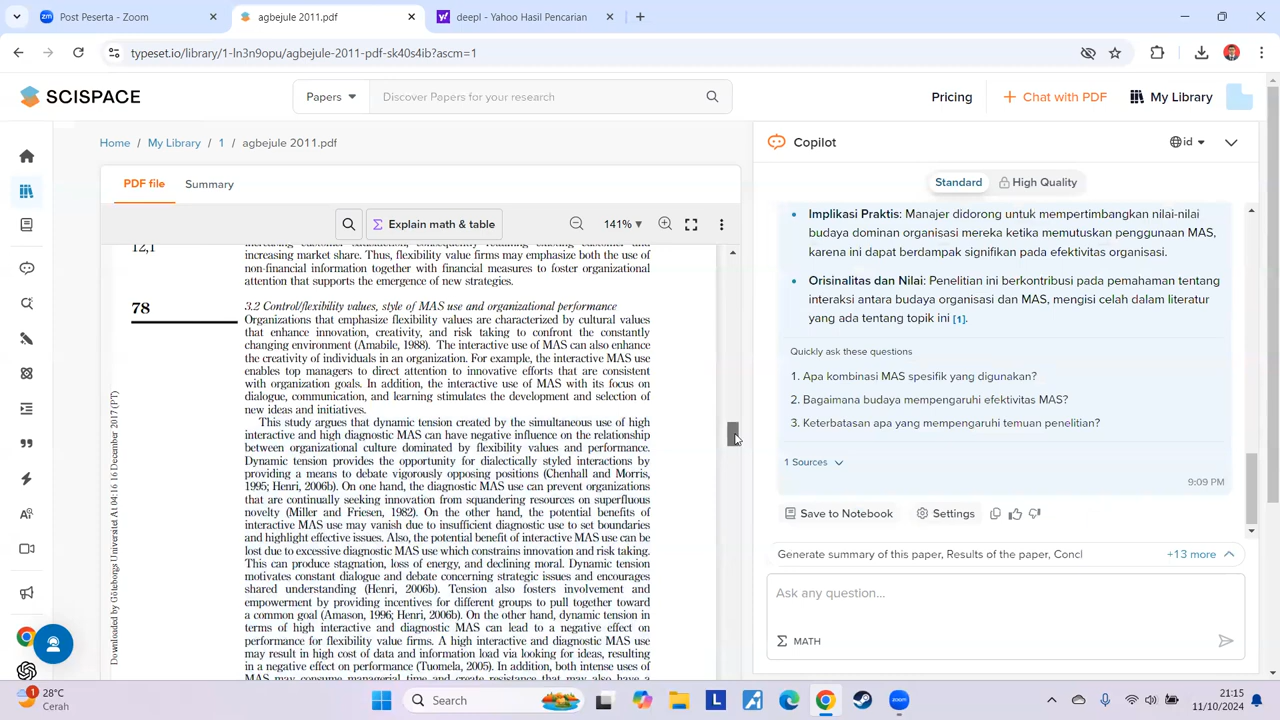 Post Peserta - Zoom
agbejule 2011.pdf
deepl - Yahoo Hasil Pencarian
typeset.io/library/1-ln3n9opu/agbejule-2011-pdf-sk40s4ib?ascm=1
SCISPACE
Papers
Discover Papers for your research
Pricing
Chat with PDF
My Library
Home / My Library / 1 / agbejule 2011.pdf
PDF file
Summary
Explain math & table
141%
12,1
increasing customer satisfaction, consequently retaining existing customer and
increasing market share. Thus, flexibility value firms may emphasize both the use of
non-financial information together with financial measures to foster organizational
attention that supports the emergence of new strategies.
78
3.2 Control/flexibility values, style of MAS use and organizational performance
Organizations that emphasize flexibility values are characterized by cultural values
that enhance innovation, creativity, and risk taking to confront the constantly
changing environment (Amabile, 1988). The interactive use of MAS can also enhance
the creativity of individuals in an organization. For example, the interactive MAS use
enables top managers to direct attention to innovative efforts that are consistent
with organization goals. In addition, the interactive use of MAS with its focus on
dialogue, communication, and learning stimulates the development and selection of
new ideas and initiatives.
This study argues that dynamic tension created by the simultaneous use of high
interactive and high diagnostic MAS can have negative influence on the relationship
between organizational culture dominated by flexibility values and performance.
Dynamic tension provides the opportunity for dialectically styled interactions by
providing a means to debate vigorously opposing positions (Chenhall and Morris,
1995; Henri, 2006b). On one hand, the diagnostic MAS use can prevent organizations
that are continually seeking innovation from squandering resources on superfluous
novelty (Miller and Friesen, 1982). On the other hand, the potential benefits of
interactive MAS use may vanish due to insufficient diagnostic use to set boundaries
and highlight effective issues. Also, the potential benefit of interactive MAS use can be
lost due to excessive diagnostic MAS use which constrains innovation and risk taking.
This can produce stagnation, loss of energy, and declining moral. Dynamic tension
motivates constant dialogue and debate concerning strategic issues and encourages
shared understanding (Henri, 2006b). Tension also fosters involvement and
empowerment by providing incentives for different groups to pull together toward
a common goal (Amason, 1996; Henri, 2006b). On the other hand, dynamic tension in
terms of high interactive and diagnostic MAS can lead to a negative effect on
performance for flexibility value firms. A high interactive and diagnostic MAS use
may result in high cost of data and information load via looking for ideas, resulting
in a negative effect on performance (Tuomela, 2005). In addition, both intense uses of
MAS may consume managerial time and create resistance that may also have a
Downloaded by Göteborgs Universitet At 04:16 16 December 2017 (PT)
Copilot
id
Standard
High Quality
Implikasi Praktis: Manajer didorong untuk mempertimbangkan nilai-nilai
budaya dominan organisasi mereka ketika memutuskan penggunaan MAS,
karena ini dapat berdampak signifikan pada efektivitas organisasi.
Orisinalitas dan Nilai: Penelitian ini berkontribusi pada pemahaman tentang
interaksi antara budaya organisasi dan MAS, mengisi celah dalam literatur
yang ada tentang topik ini [1].
Quickly ask these questions
1. Apa kombinasi MAS spesifik yang digunakan?
2. Bagaimana budaya mempengaruhi efektivitas MAS?
3. Keterbatasan apa yang mempengaruhi temuan penelitian?
1 Sources
9:09 PM
Save to Notebook
Settings
Generate summary of this paper, Results of the paper, Concl
+13 more
Ask any question...
MATH
1
28°C
Cerah
Search
21:15
11/10/2024